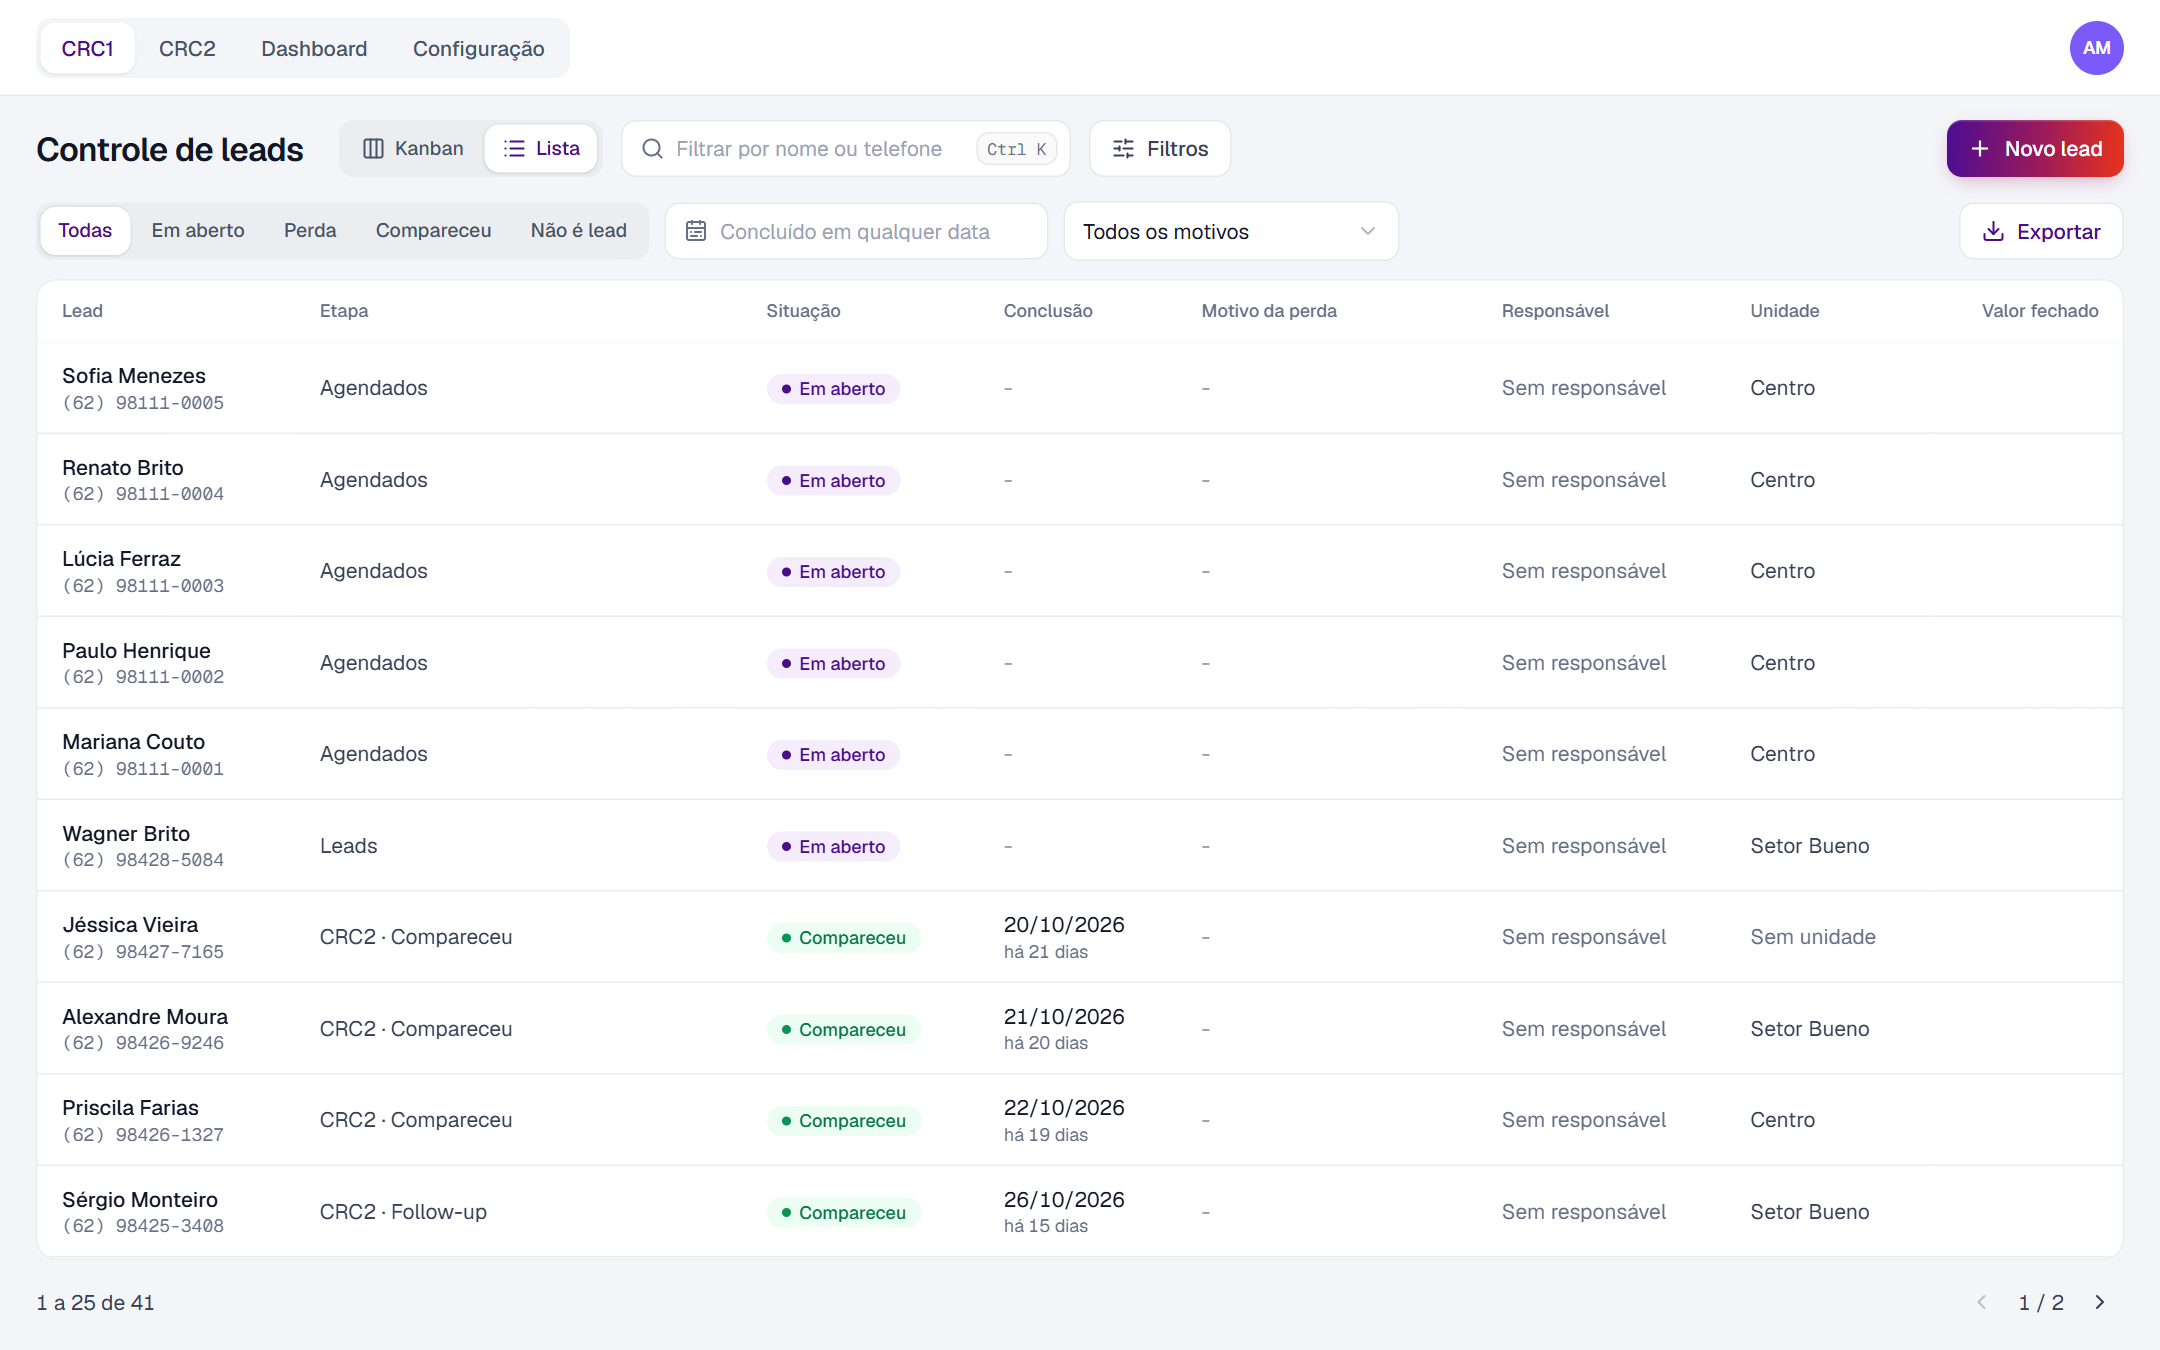 CRC1 CRC2 Dashboard Configuração AM
Controle de leads Kanban Lista Filtrar por nome ou telefone Ctrl K Filtros Novo lead
Todas Em aberto Perda Compareceu Não é lead Concluído em qualquer data Todos os motivos Exportar
Lead Etapa Situação Conclusão Motivo da perda Responsável Unidade Valor fechado
Sofia Menezes
(62) 98111-0005
Agendados Em aberto - - Sem responsável Centro
Renato Brito
(62) 98111-0004
Agendados Em aberto - - Sem responsável Centro
Lúcia Ferraz
(62) 98111-0003
Agendados Em aberto - - Sem responsável Centro
Paulo Henrique
(62) 98111-0002
Agendados Em aberto - - Sem responsável Centro
Mariana Couto
(62) 98111-0001
Agendados Em aberto - - Sem responsável Centro
Wagner Brito
(62) 98428-5084
Leads Em aberto - - Sem responsável Setor Bueno
Jéssica Vieira
(62) 98427-7165
CRC2 · Compareceu Compareceu
20/10/2026
há 21 dias
- Sem responsável Sem unidade
Alexandre Moura
(62) 98426-9246
CRC2 · Compareceu Compareceu
21/10/2026
há 20 dias
- Sem responsável Setor Bueno
Priscila Farias
(62) 98426-1327
CRC2 · Compareceu Compareceu
22/10/2026
há 19 dias
- Sem responsável Centro
Sérgio Monteiro
(62) 98425-3408
CRC2 · Follow-up Compareceu
26/10/2026
há 15 dias
- Sem responsável Setor Bueno
1 a 25 de 41 1 / 2